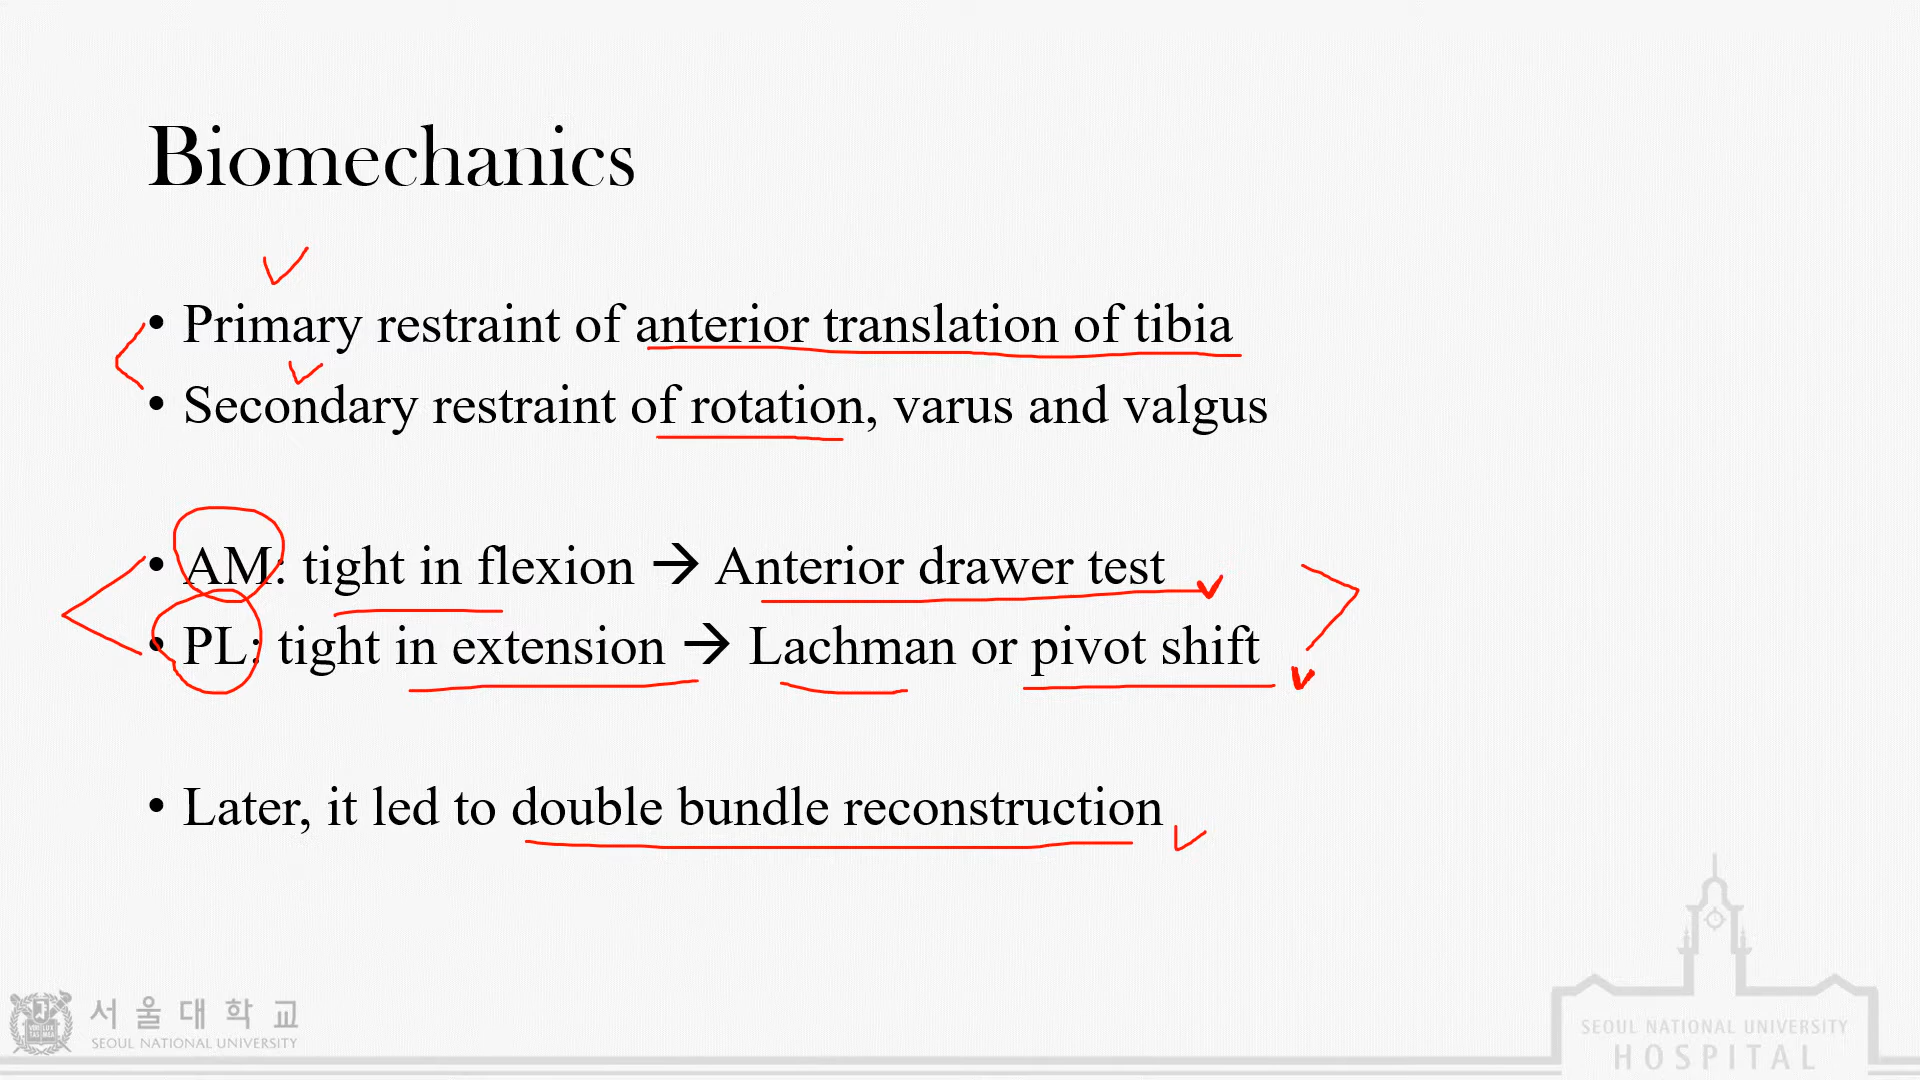 Biomechanics
• Primary restraint of anterior translation of tibia
• Secondary restraint of rotation, varus and valgus
• AM: tight in flexion → Anterior drawer test
• PL: tight in extension → Lachman or pivot shift
• Later, it led to double bundle reconstruction
서울대학교
SEOUL NATIONAL UNIVERSITY
SEOUL NATIONAL UNIVERSITY
HOSPITAL